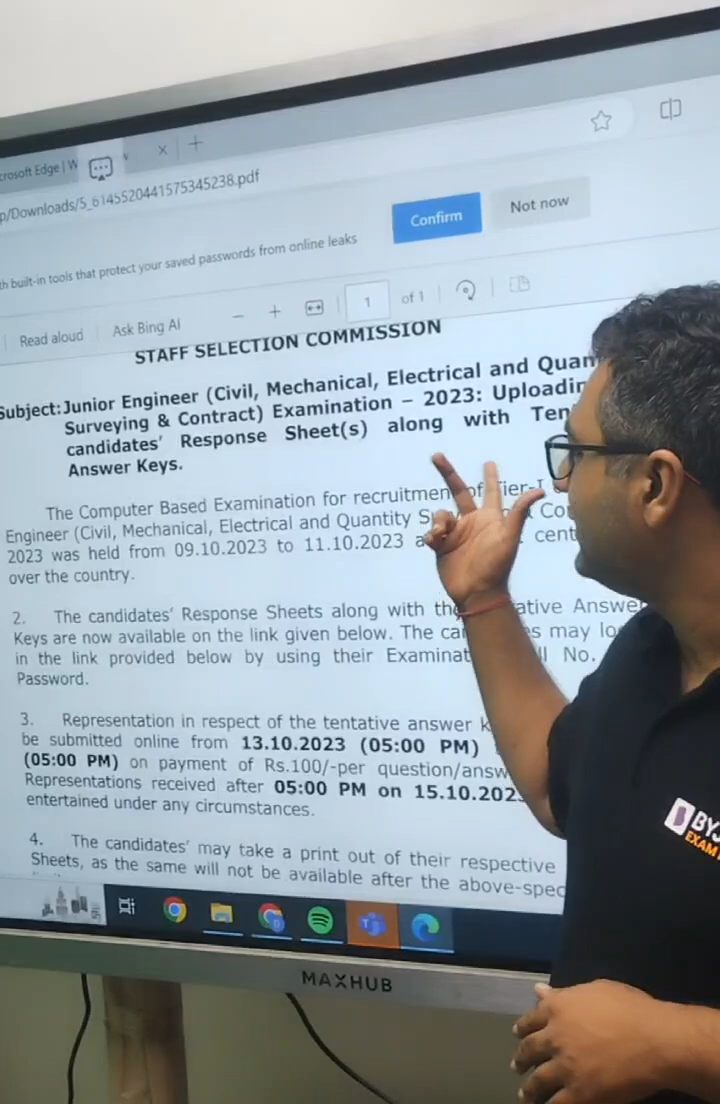 crosoft Edge | W
p/Downloads/5_6145520441575345238.pdf
th built-in tools that protect your saved passwords from online leaks
Confirm
Not now
Read aloud
Ask Bing AI
1
of 1
STAFF SELECTION COMMISSION
Subject: Junior Engineer (Civil, Mechanical, Electrical and Quan
Surveying & Contract) Examination – 2023: Uploadin
candidates' Response Sheet(s) along with Ten
Answer Keys.
The Computer Based Examination for recruitmen of Tier-I
Engineer (Civil, Mechanical, Electrical and Quantity S Co
2023 was held from 09.10.2023 to 11.10.2023 a cent
over the country.
2. The candidates' Response Sheets along with th ative Answe
Keys are now available on the link given below. The ca s may lo
in the link provided below by using their Examinat ll No.
Password.
3. Representation in respect of the tentative answer k
be submitted online from 13.10.2023 (05:00 PM)
(05:00 PM) on payment of Rs.100/-per question/answ
Representations received after 05:00 PM on 15.10.202
entertained under any circumstances.
4. The candidates' may take a print out of their respective
Sheets, as the same will not be available after the above-spec
MAXHUB
BYJ
EXAM